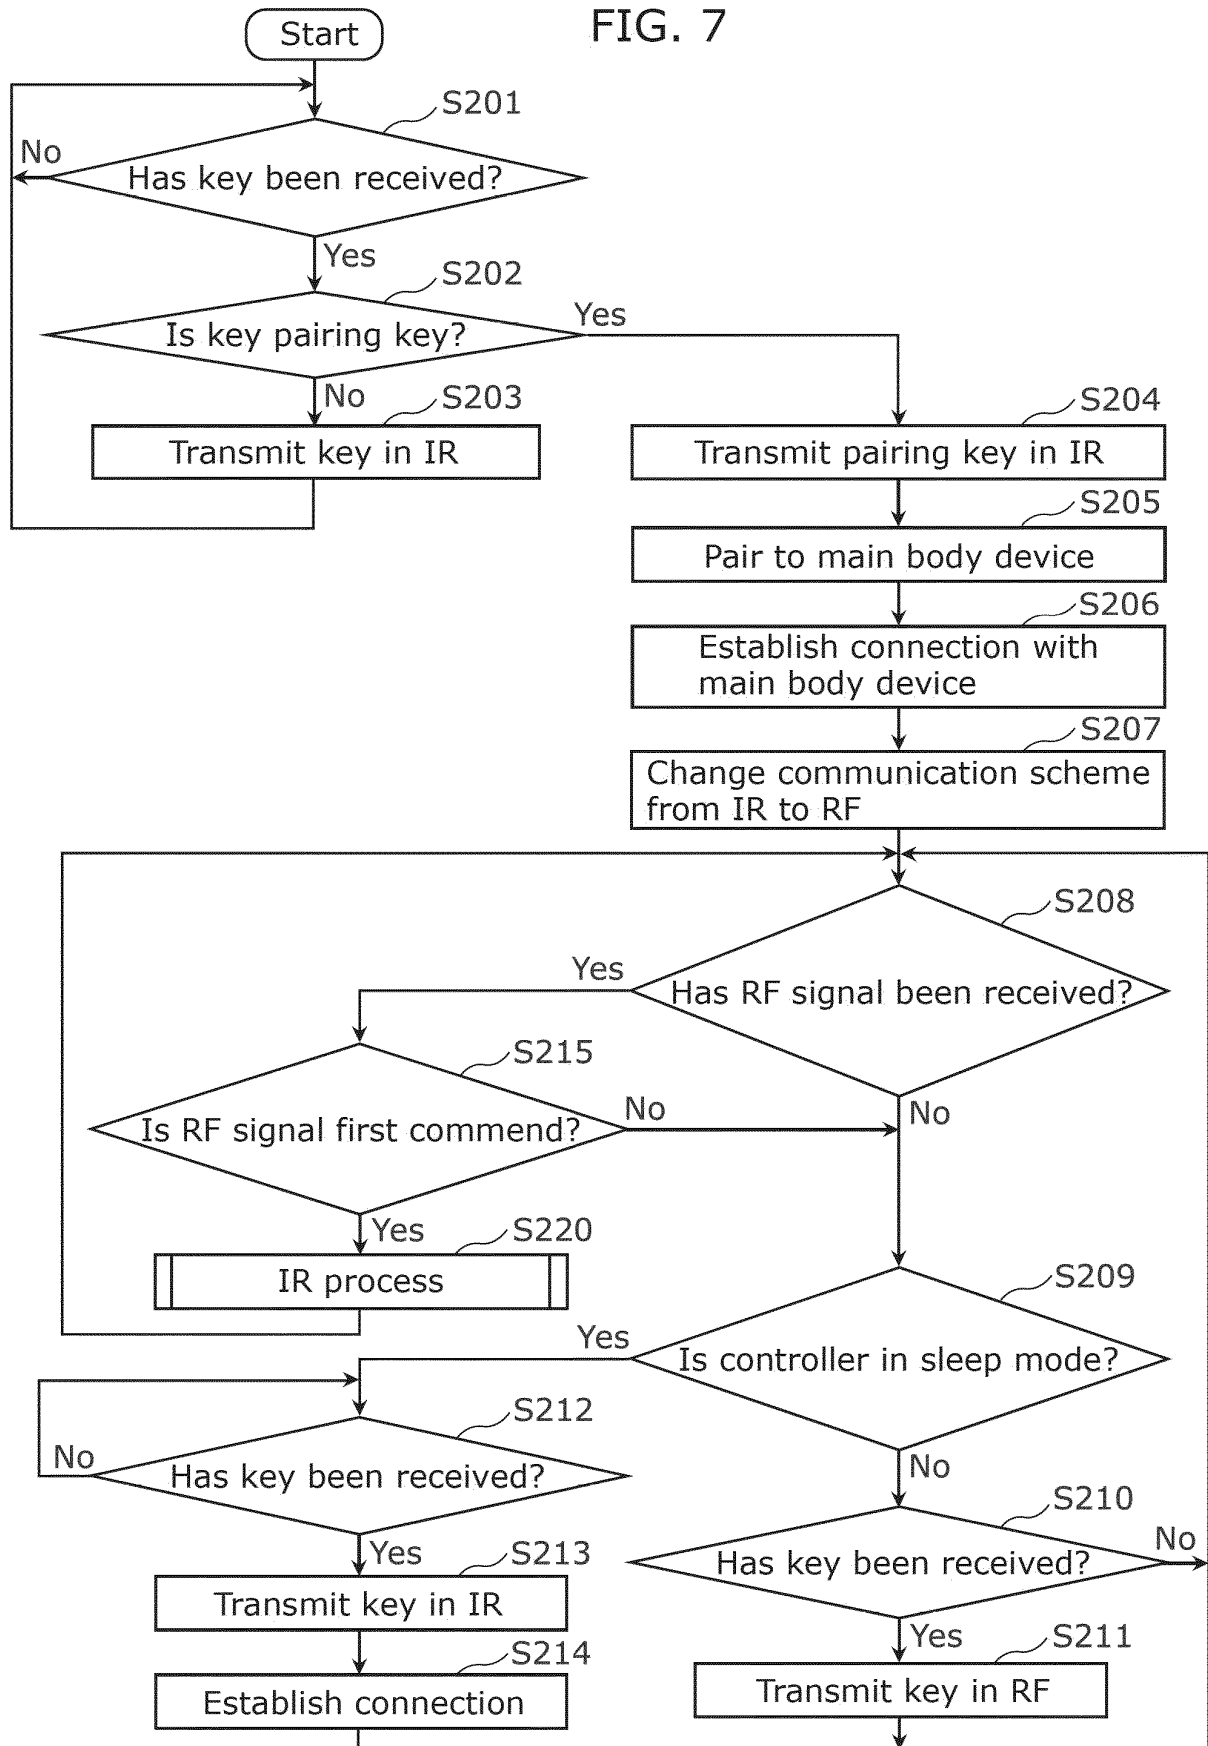 FIG. 7
Start
S201
No
Has key been received?
Yes
S202
Is key pairing key?
Yes
No
S203
Transmit key in IR
S204
Transmit pairing key in IR
S205
Pair to main body device
S206
Establish connection with
main body device
S207
Change communication scheme
from IR to RF
S208
Yes
Has RF signal been received?
S215
No
No
Is RF signal first commend?
Yes
S220
IR process
S209
Yes
Is controller in sleep mode?
S212
No
Has key been received?
No
S210
No
Yes
Has key been received?
S213
Transmit key in IR
Yes
S211
S214
Establish connection
Transmit key in RF